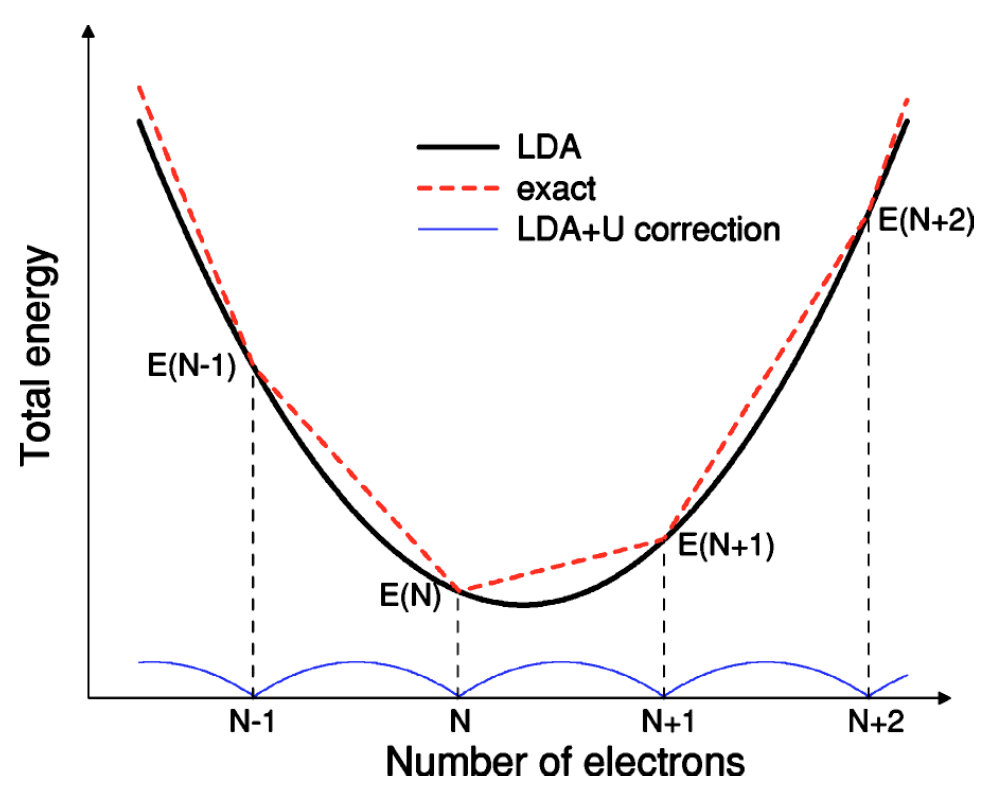 LDA
exact
LDA+U correction
E(N+2)
E(N-1)
E(N+1)
E(N)
Total energy
N-1
N
N+1
N+2
Number of electrons